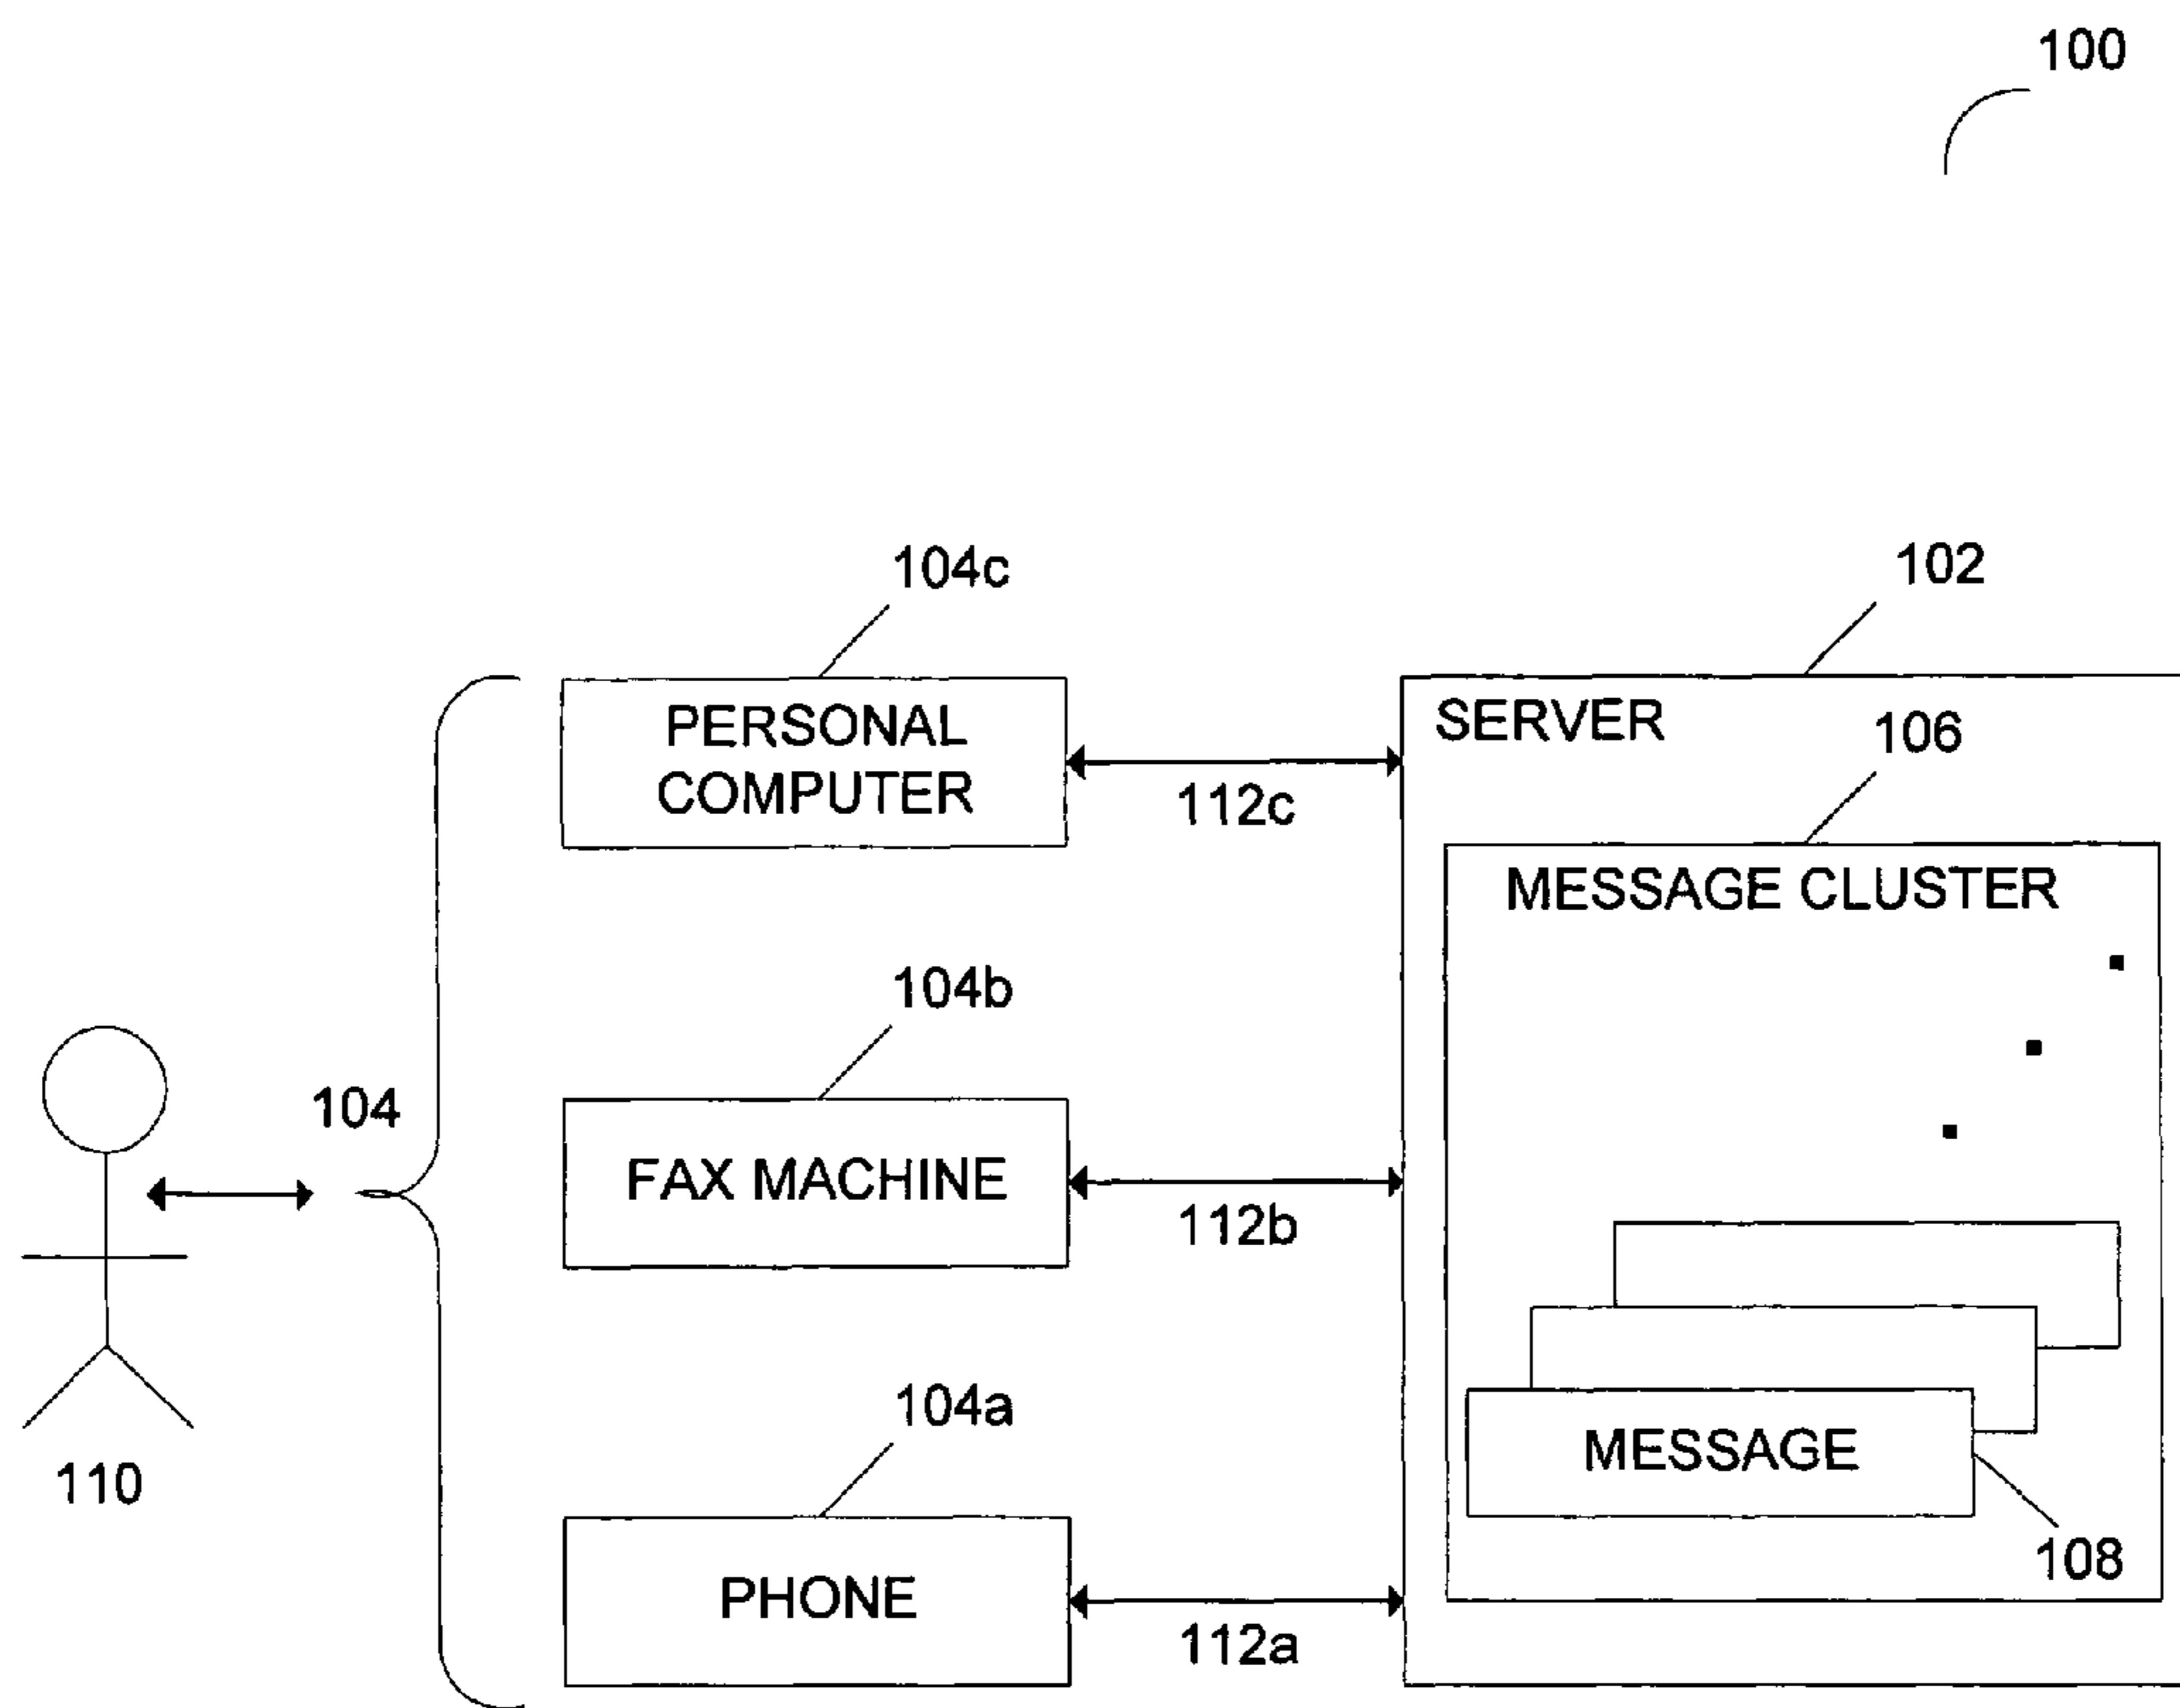 100
104c
102
PERSONAL
COMPUTER
SERVER
106
112c
MESSAGE CLUSTER
104b
104
FAX MACHINE
112b
104a
MESSAGE
110
108
PHONE
112a